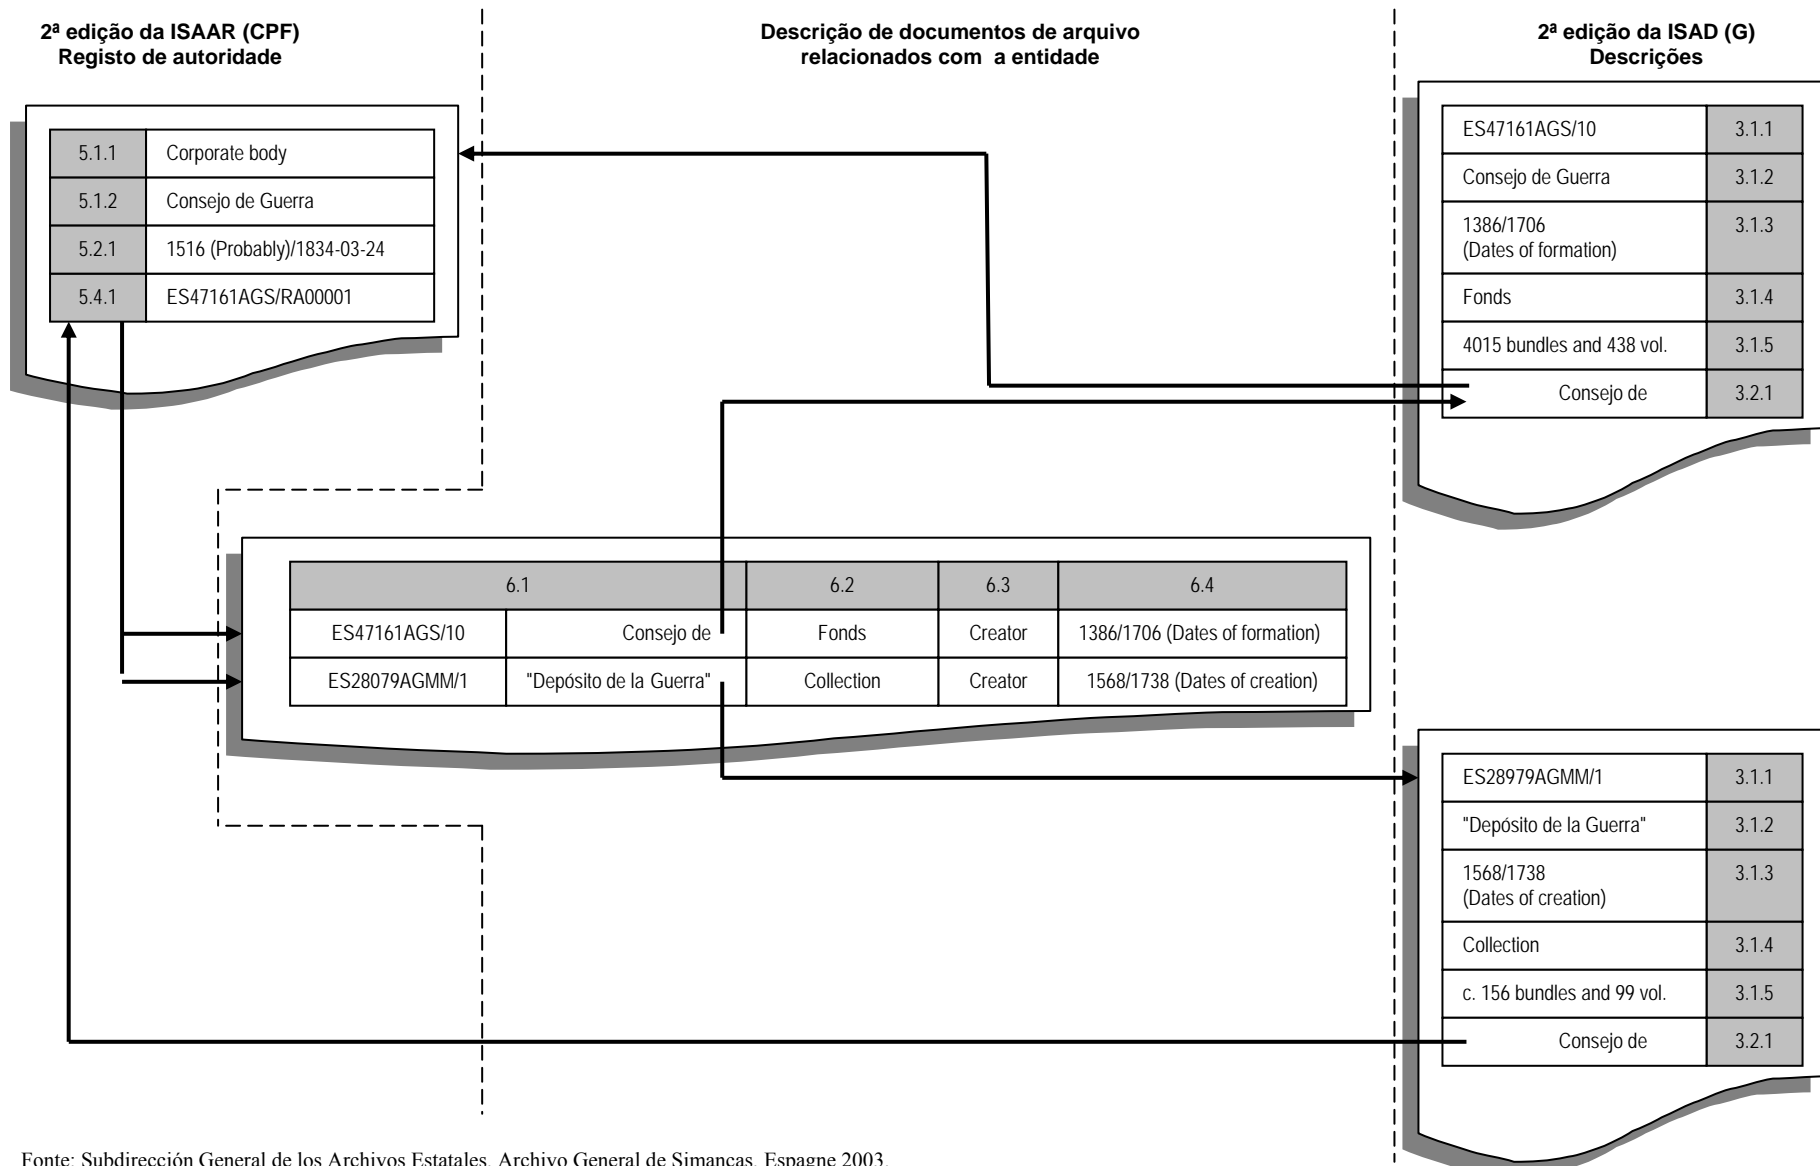 2ª edição da ISAAR (CPF)
Registo de autoridade
Descrição de documentos de arquivo
relacionados com a entidade
2ª edição da ISAD (G)
Descrições
5.1.1 Corporate body
5.1.2 Consejo de Guerra
5.2.1 1516 (Probably)/1834-03-24
5.4.1 ES47161AGS/RA00001
ES47161AGS/10 3.1.1
Consejo de Guerra 3.1.2
1386/1706
(Dates of formation) 3.1.3
Fonds 3.1.4
4015 bundles and 438 vol. 3.1.5
Consejo de 3.2.1
6.1 6.2 6.3 6.4
ES47161AGS/10 Consejo de Fonds Creator 1386/1706 (Dates of formation)
ES28079AGMM/1 "Depósito de la Guerra" Collection Creator 1568/1738 (Dates of creation)
ES28979AGMM/1 3.1.1
"Depósito de la Guerra" 3.1.2
1568/1738
(Dates of creation) 3.1.3
Collection 3.1.4
c. 156 bundles and 99 vol. 3.1.5
Consejo de 3.2.1
Fonte: Subdirección General de los Archivos Estatales. Archivo General de Simancas. Espagne 2003.